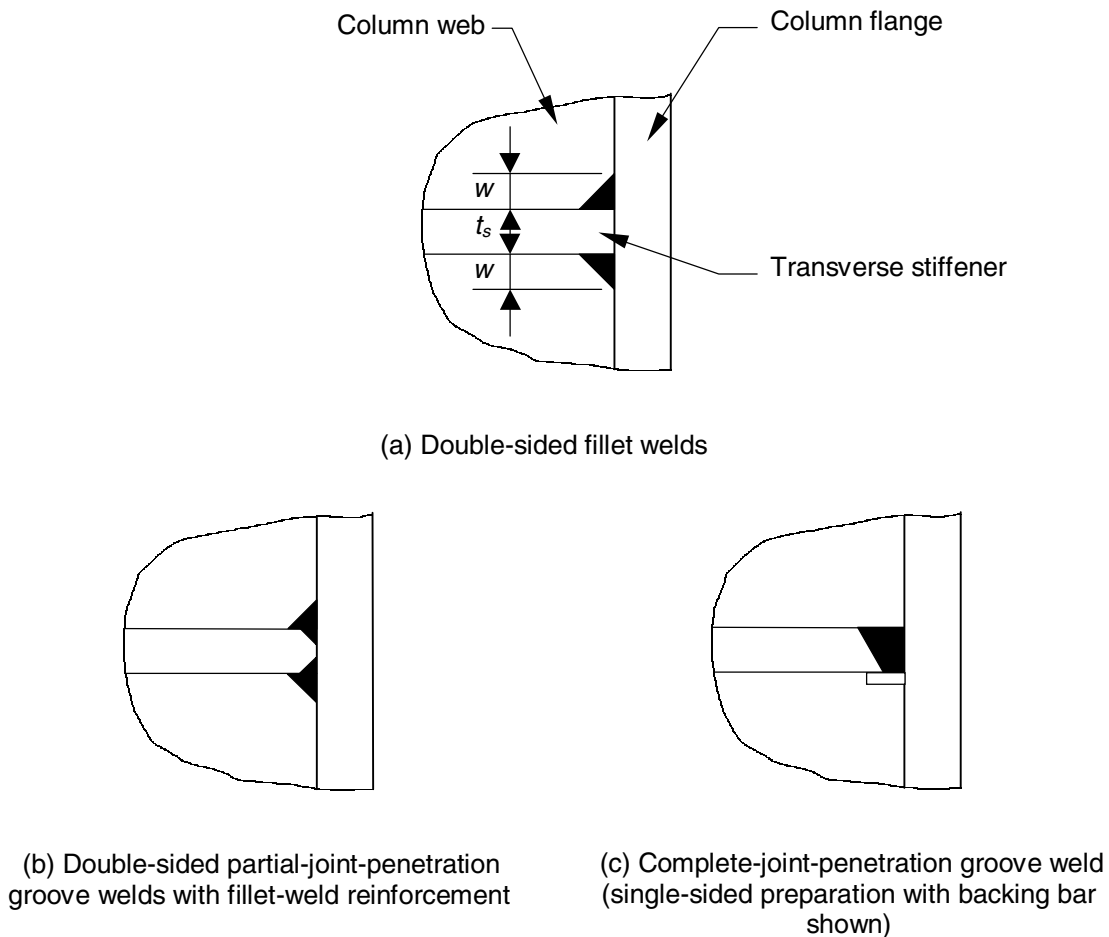 Column web
Column flange
w
t_s
w
Transverse stiffener
(a) Double-sided fillet welds
(b) Double-sided partial-joint-penetration
groove welds with fillet-weld reinforcement
(c) Complete-joint-penetration groove weld
(single-sided preparation with backing bar
shown)